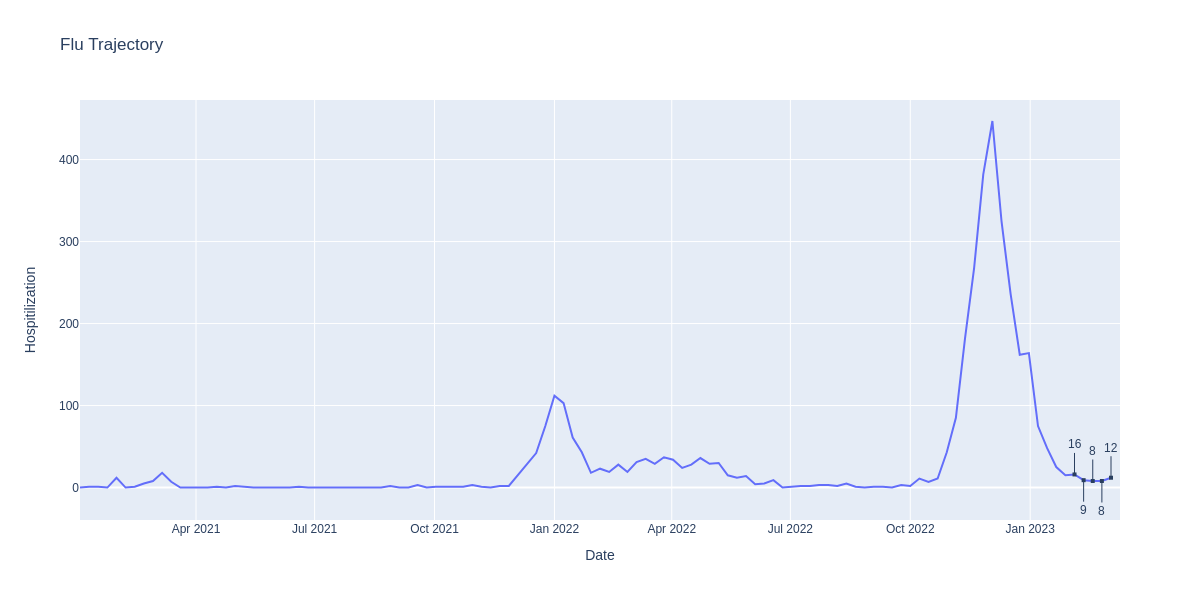 Flu Trajectory
Hospitilization
400
300
200
100
0
16
8
12
9
8
Apr 2021
Jul 2021
Oct 2021
Jan 2022
Apr 2022
Jul 2022
Oct 2022
Jan 2023
Date